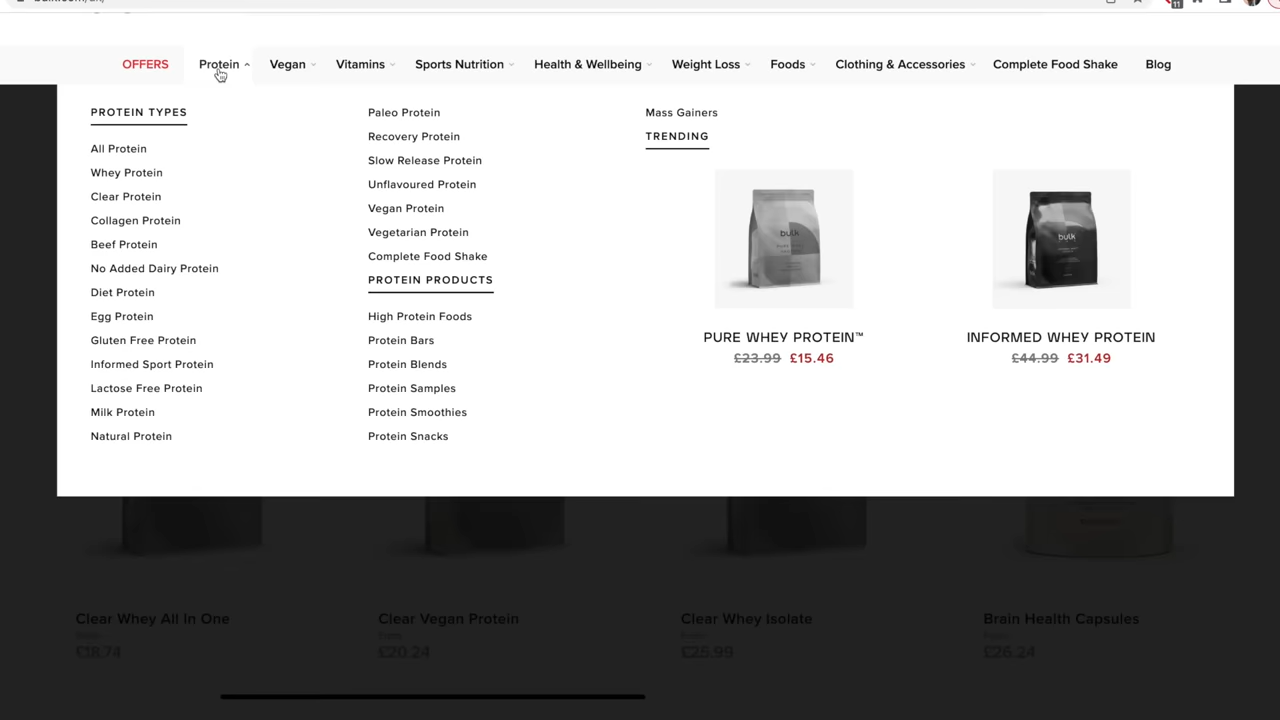 11
OFFERS
Protein
Vegan
Vitamins
Sports Nutrition
Health & Wellbeing
Weight Loss
Foods
Clothing & Accessories
Complete Food Shake
Blog
PROTEIN TYPES
All Protein
Whey Protein
Clear Protein
Collagen Protein
Beef Protein
No Added Dairy Protein
Diet Protein
Egg Protein
Gluten Free Protein
Informed Sport Protein
Lactose Free Protein
Milk Protein
Natural Protein
Paleo Protein
Recovery Protein
Slow Release Protein
Unflavoured Protein
Vegan Protein
Vegetarian Protein
Complete Food Shake
PROTEIN PRODUCTS
High Protein Foods
Protein Bars
Protein Blends
Protein Samples
Protein Smoothies
Protein Snacks
Mass Gainers
TRENDING
bulk
bulk
PURE WHEY PROTEIN™
£23.99 £15.46
INFORMED WHEY PROTEIN
£44.99 £31.49
Clear Whey All In One
£18.74
Clear Vegan Protein
£20.24
Clear Whey Isolate
£25.99
Brain Health Capsules
£26.24